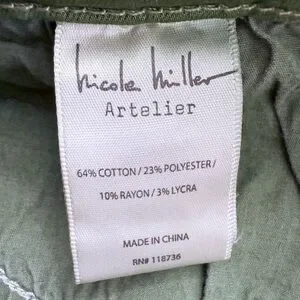 Nicole Miller
Artelier
64% COTTON / 23% POLYESTER /
10% RAYON / 3% LYCRA
MADE IN CHINA
RN# 118736